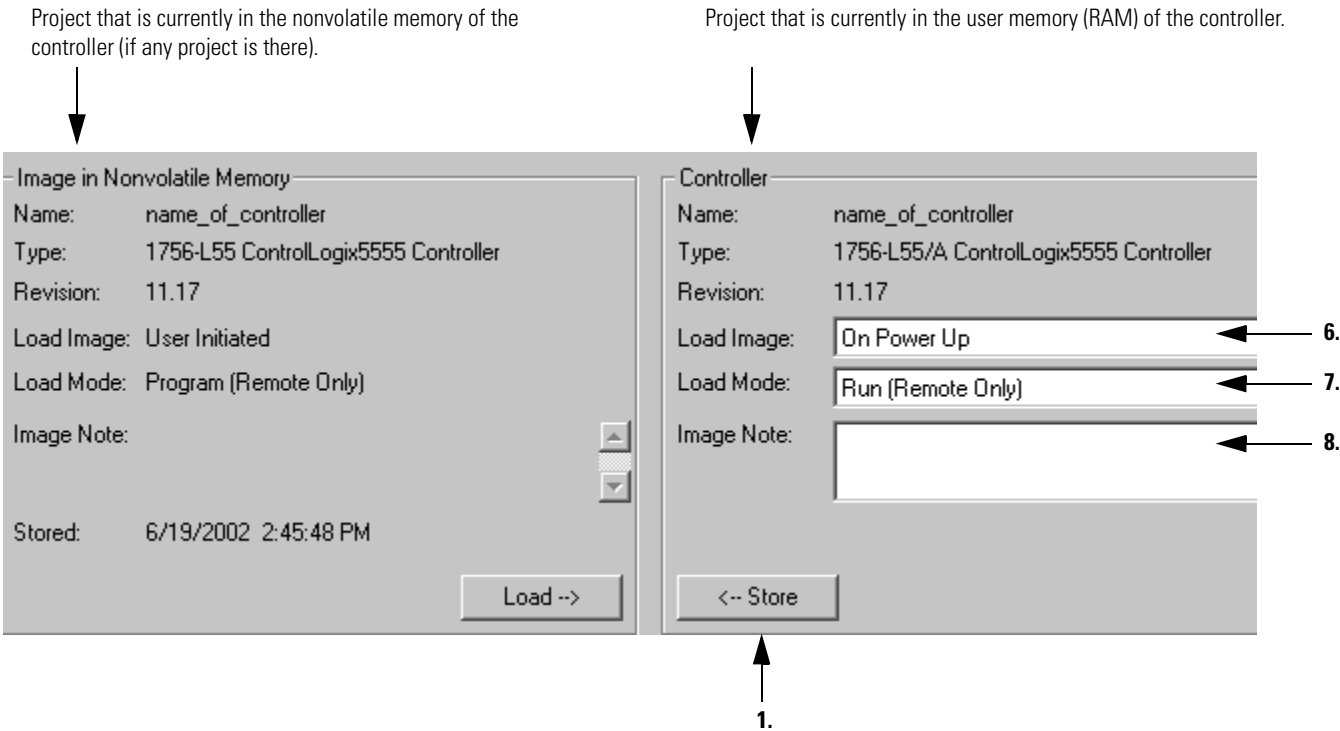 Project that is currently in the nonvolatile memory of the
controller (if any project is there).
Project that is currently in the user memory (RAM) of the controller.
Image in Nonvolatile Memory
Name: name_of_controller
Type: 1756-L55 ControlLogix5555 Controller
Revision: 11.17
Load Image: User Initiated
Load Mode: Program (Remote Only)
Image Note:
Stored: 6/19/2002 2:45:48 PM
Load -->
Controller
Name: name_of_controller
Type: 1756-L55/A ControlLogix5555 Controller
Revision: 11.17
Load Image: On Power Up
6.
Load Mode: Run (Remote Only)
7.
Image Note:
8.
<-- Store
1.